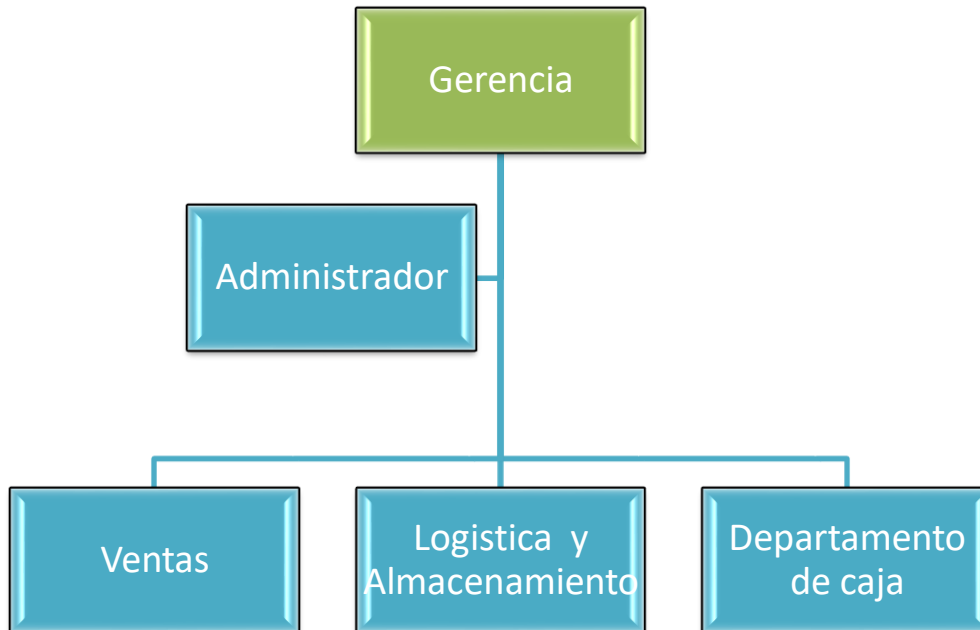 Gerencia
Administrador
Ventas
Logistica y
Almacenamiento
Departamento
de caja